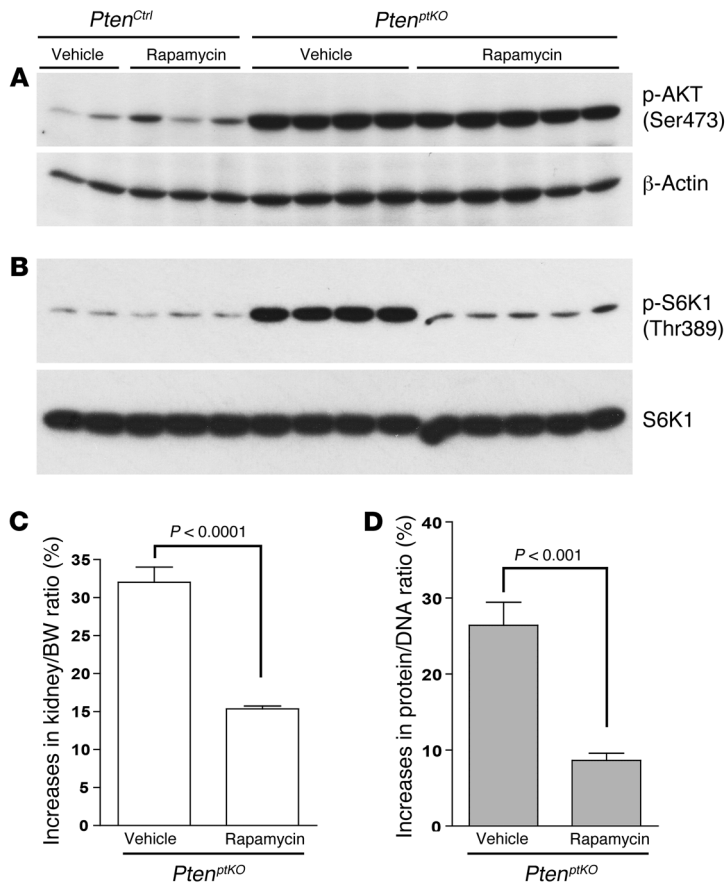 Pten^Ctrl Pten^ptKO
Vehicle Rapamycin Vehicle Rapamycin
A
p-AKT
(Ser473)
β-Actin
B
p-S6K1
(Thr389)
S6K1
C
Increases in kidney/BW ratio (%)
P < 0.0001
35
30
25
20
15
10
5
0
Vehicle Rapamycin
Pten^ptKO
D
Increases in protein/DNA ratio (%)
P < 0.001
40
30
20
10
0
Vehicle Rapamycin
Pten^ptKO